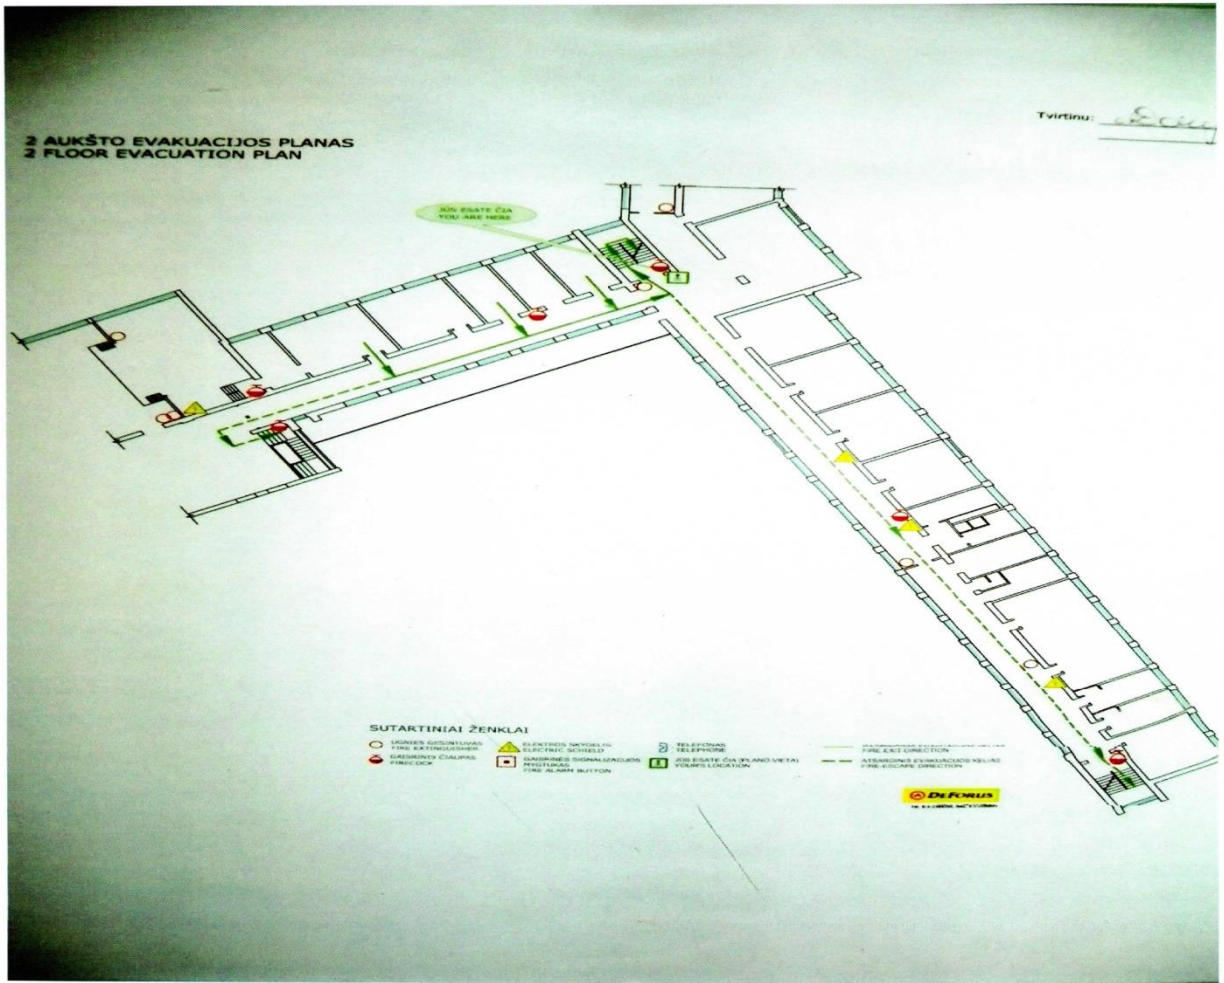 2 AUKŠTO EVAKUACIJOS PLANAS
2 FLOOR EVACUATION PLAN
Tvirtinu:
JŪS ESATE ČIA
YOU ARE HERE
SUTARTINIAI ŽENKLAI
UGNIES GESINTUVAS
FIRE EXTINGUISHER
GAISRINIS ČIAUPAS
FIRECOCK
ELEKTROS SKYDELIS
ELECTRIC SCHIELD
GAISRINĖS SIGNALIZACIJOS
MYGTUKAS
FIRE ALARM BUTTON
TELEFONAS
TELEPHONE
JŪS ESATE ČIA (PLANO VIETA)
YOURS LOCATION
FIRE EXIT DIRECTION
ATSARGINIS EVAKUACIJOS KELIAS
FIRE-ESCAPE DIRECTION
DEFORUS